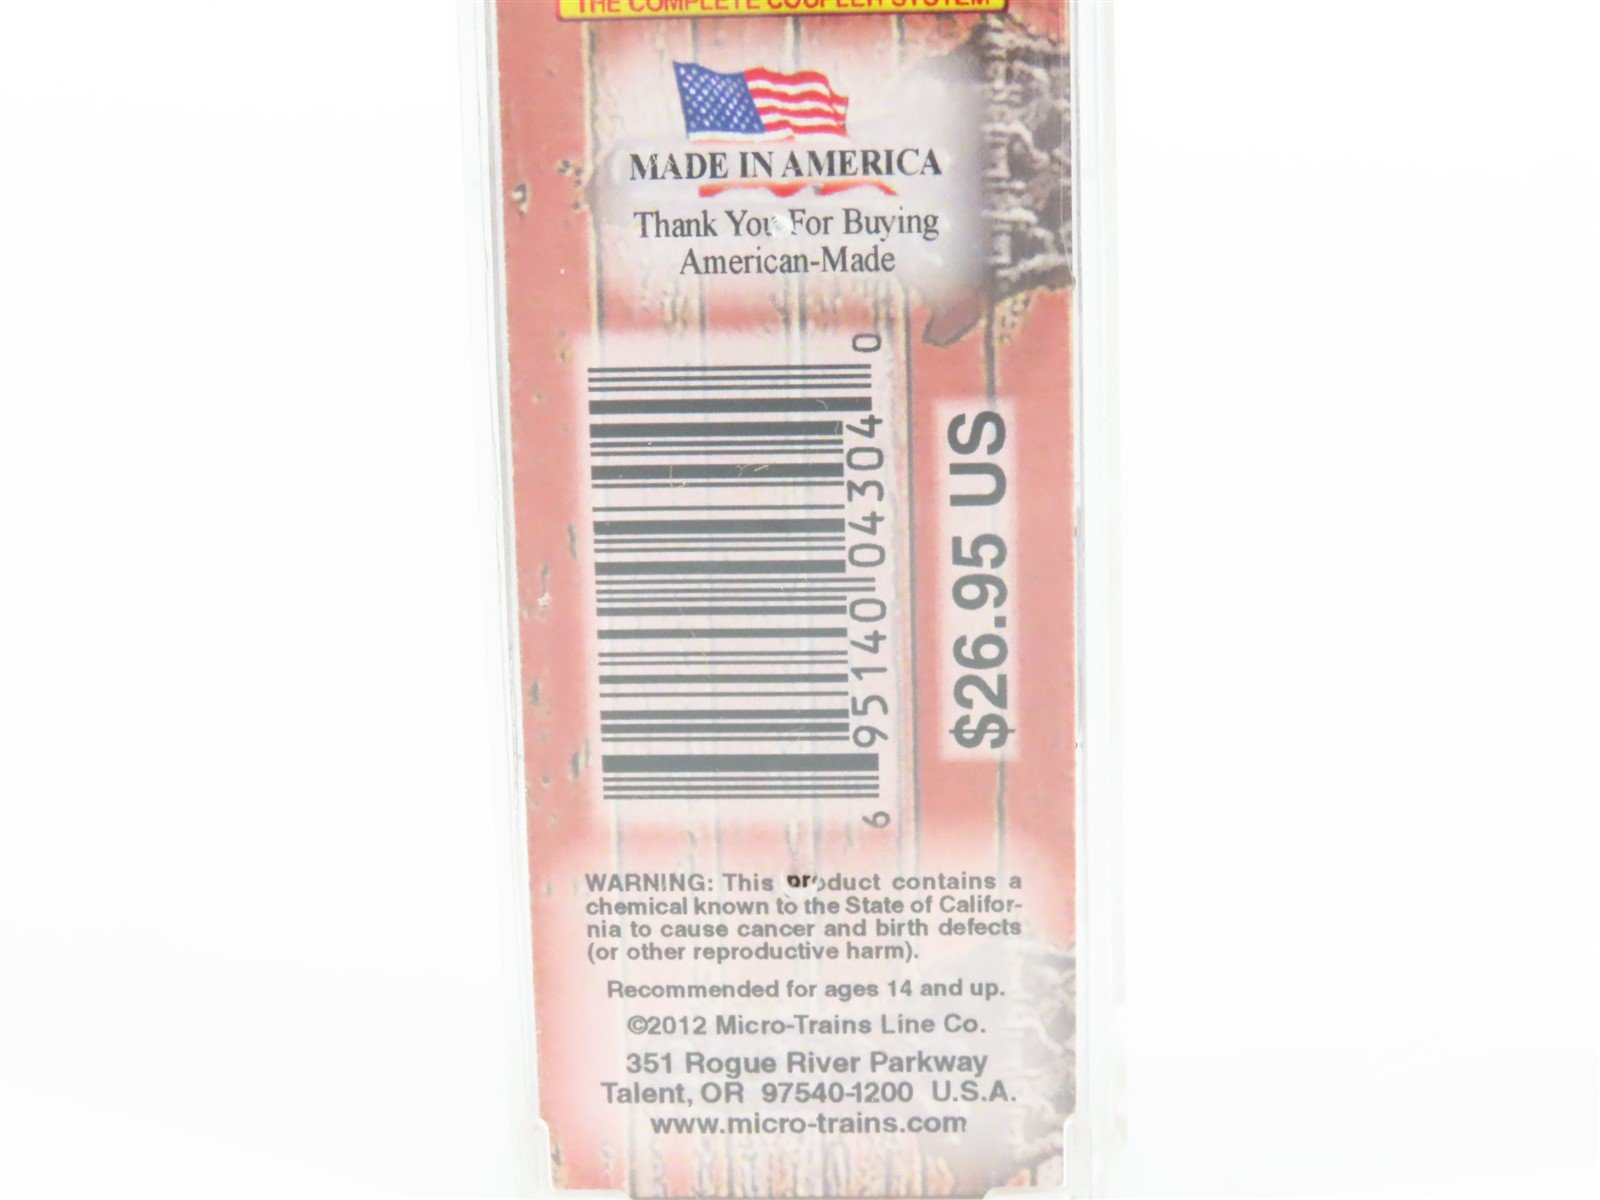 THE COMPLETE COUPLER SYSTEM
MADE IN AMERICA
Thank You For Buying
American-Made
6 95140 04304 0
$26.95 US
WARNING: This product contains a
chemical known to the State of Califor-
nia to cause cancer and birth defects
(or other reproductive harm).
Recommended for ages 14 and up.
©2012 Micro-Trains Line Co.
351 Rogue River Parkway
Talent, OR 97540-1200 U.S.A.
www.micro-trains.com